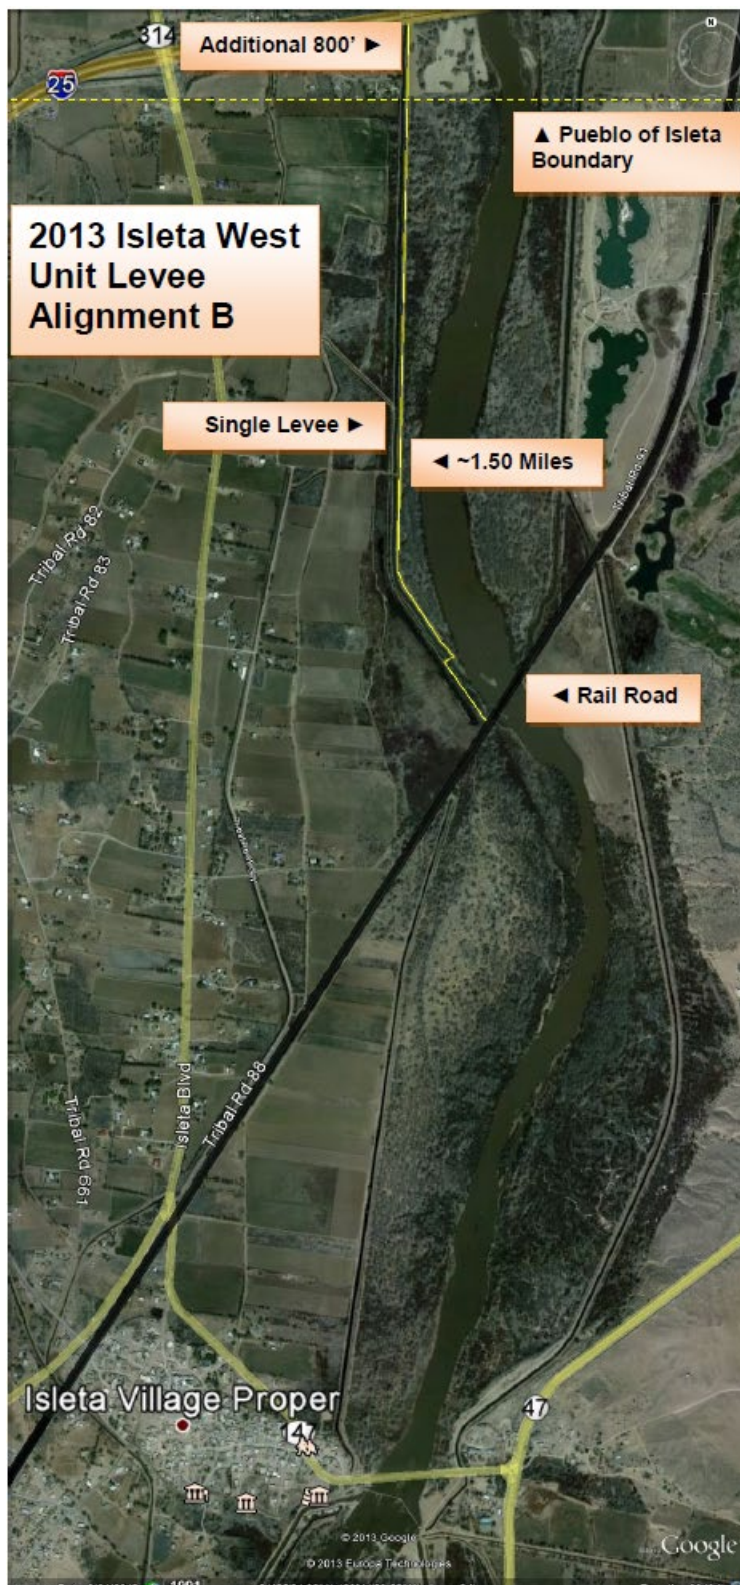 314
Additional 800' ►
25
N
▲ Pueblo of Isleta
Boundary
2013 Isleta West
Unit Levee
Alignment B
Single Levee ►
◄ ~1.50 Miles
Tribal Rd 82
Tribal Rd 83
◄ Rail Road
Isleta Blvd
Tribal Rd 88
Tribal Rd 661
Isleta Village Proper
47
© 2013 Google
© 2013 Europa Technologies
Google